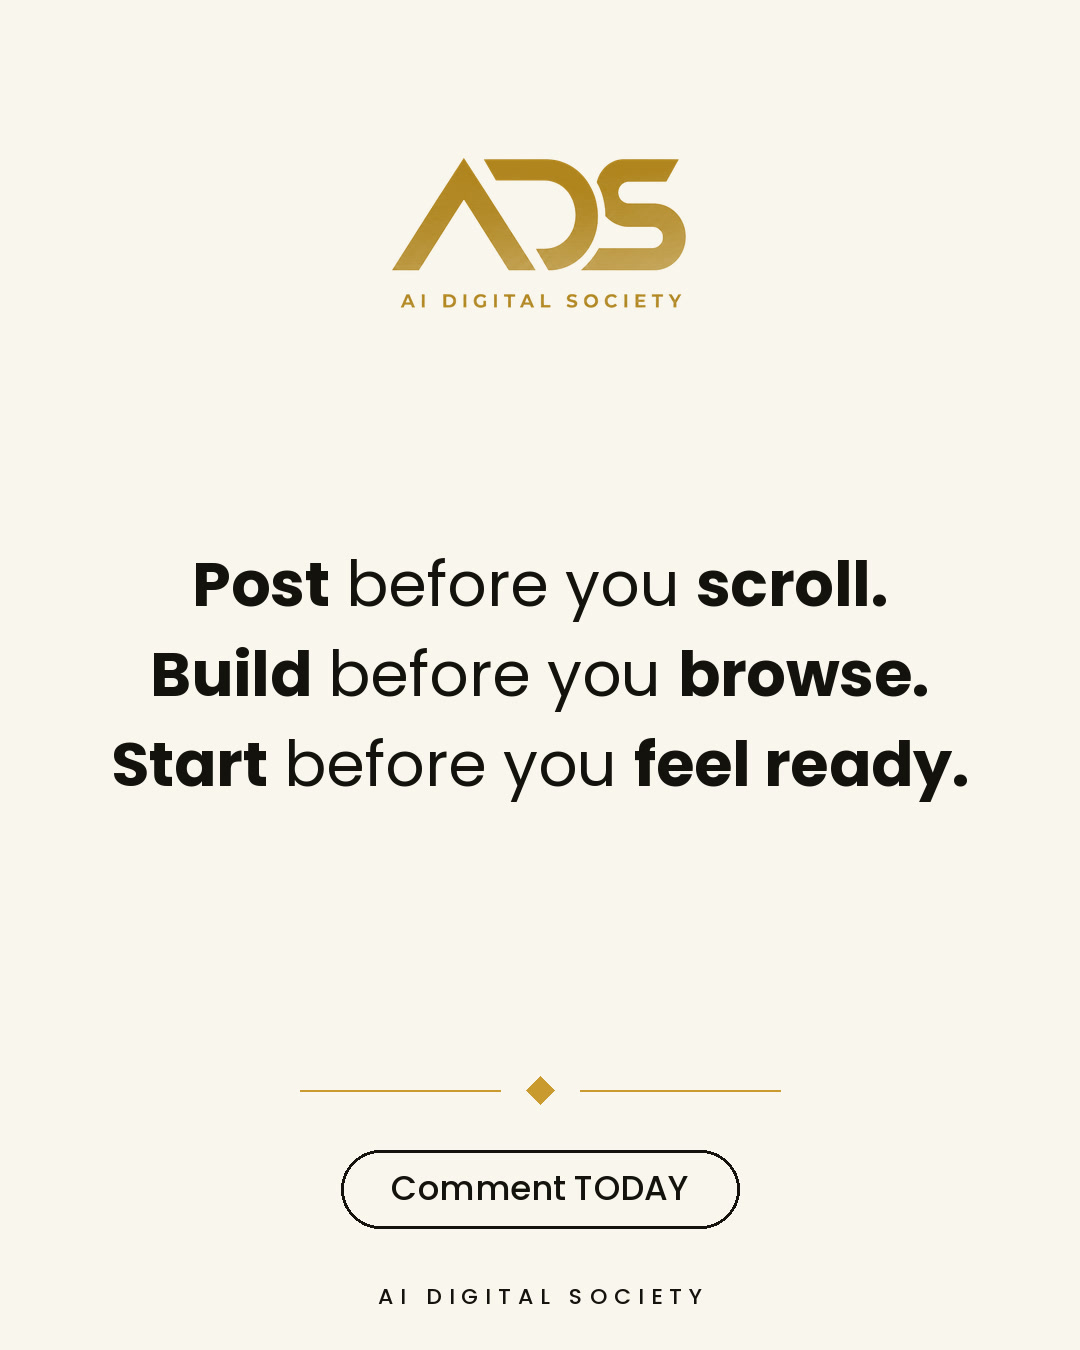 ADS
AI DIGITAL SOCIETY
Post before you scroll.
Build before you browse.
Start before you feel ready.
Comment TODAY
AI DIGITAL SOCIETY